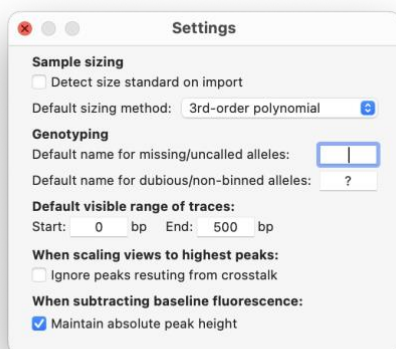 Settings
Sample sizing
Detect size standard on import
Default sizing method: 3rd-order polynomial
Genotyping
Default name for missing/uncalled alleles:
Default name for dubious/non-binned alleles: ?
Default visible range of traces:
Start: 0 bp End: 500 bp
When scaling views to highest peaks:
Ignore peaks resuting from crosstalk
When subtracting baseline fluorescence:
Maintain absolute peak height